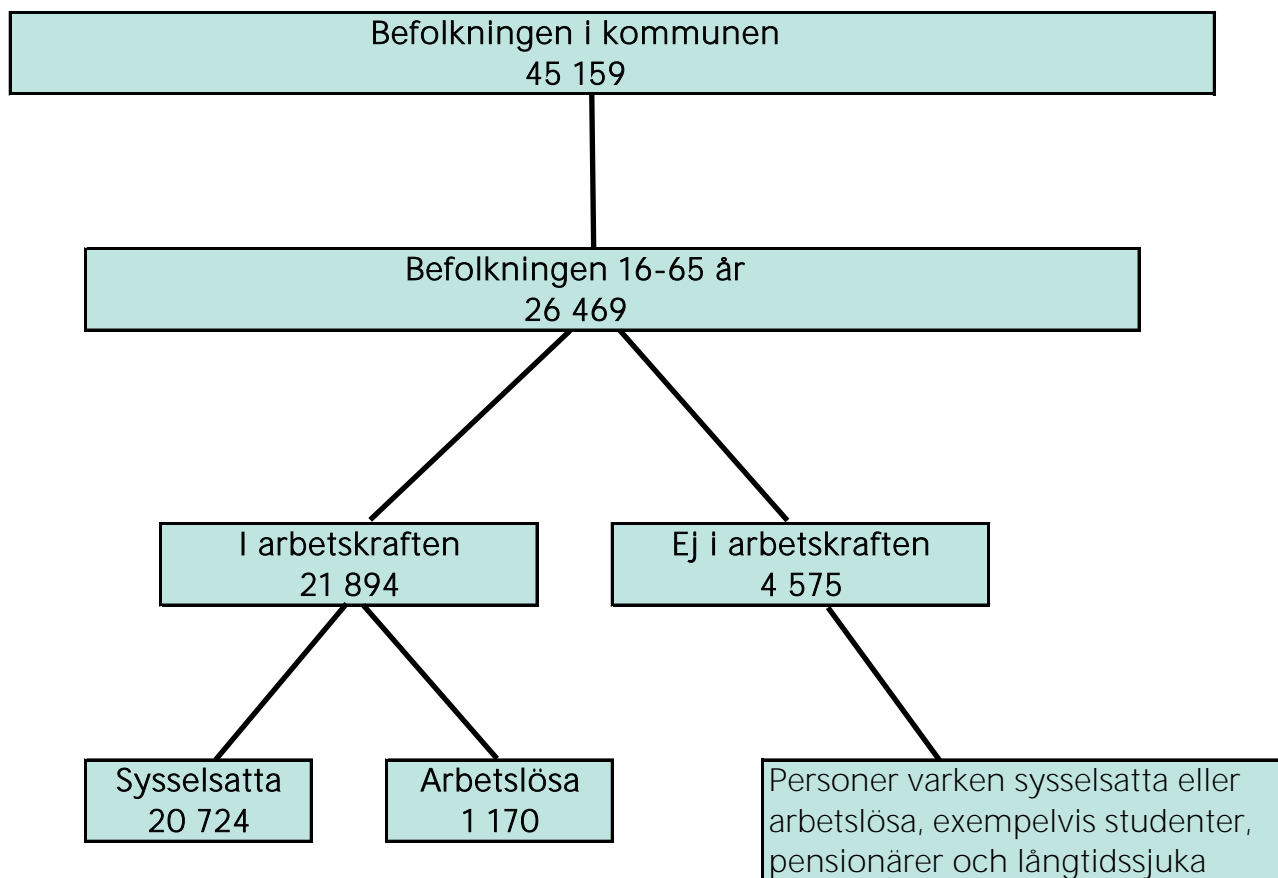 Befolkningen i kommunen
45 159
Befolkningen 16-65 år
26 469
I arbetskraften
21 894
Ej i arbetskraften
4 575
Sysselsatta
20 724
Arbetslösa
1 170
Personer varken sysselsatta eller
arbetslösa, exempelvis studenter,
pensionärer och långtidssjuka